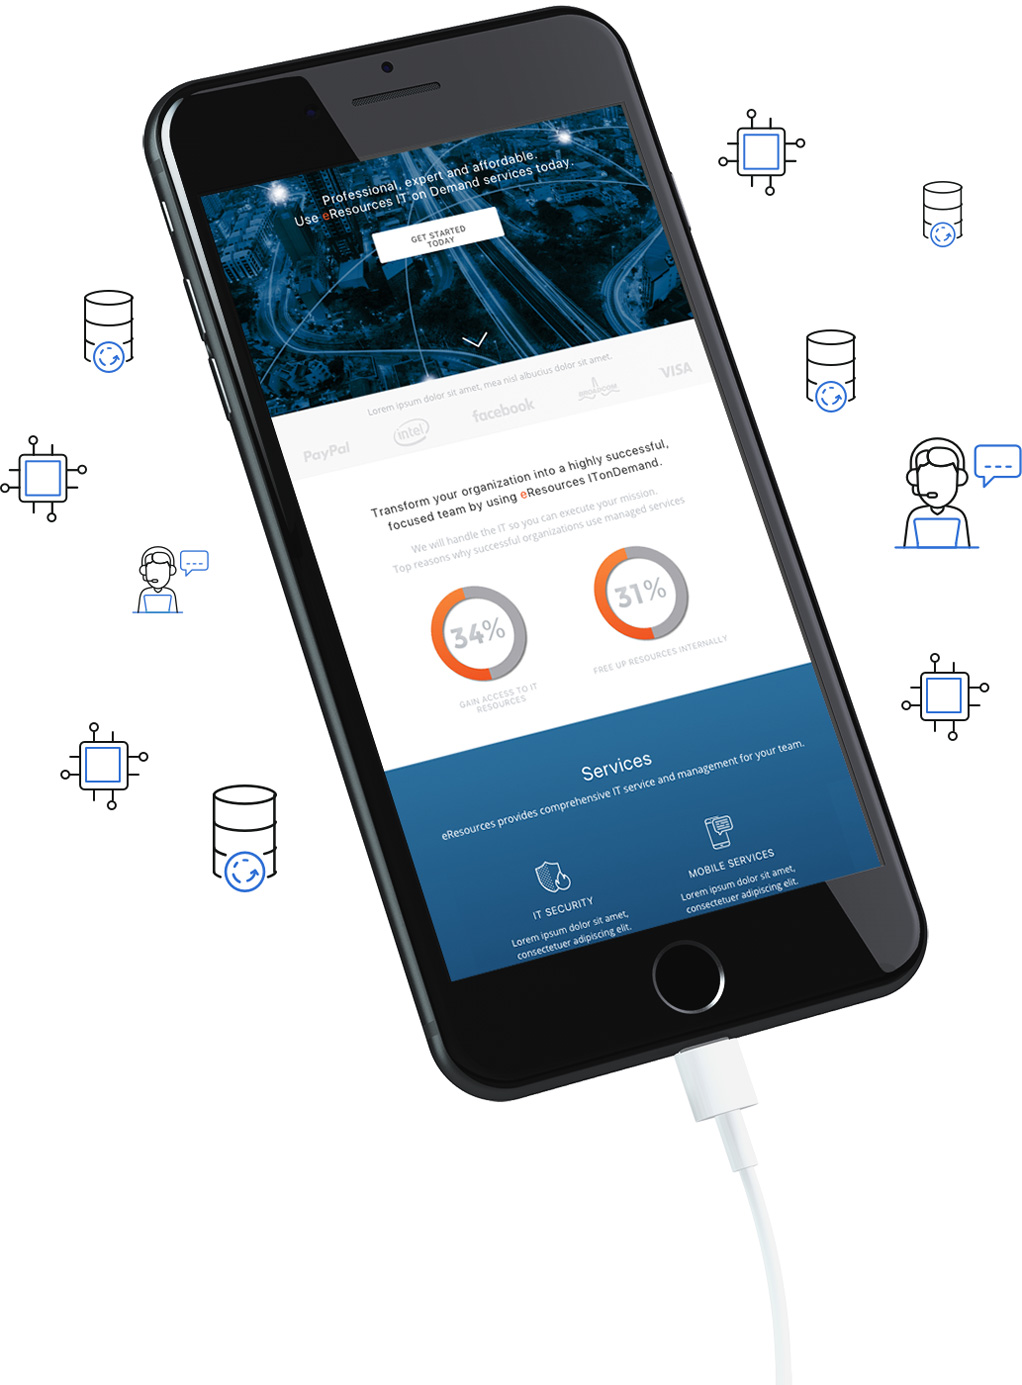 Professional, expert and affordable.
Use eResources IT on Demand services today.
GET STARTED
TODAY
Lorem ipsum dolor sit amet, mea nisl albucius dolor sit amet.
PayPal
intel
facebook
BROADCOM
VISA
Transform your organization into a highly successful,
focused team by using eResources ITonDemand.
We will handle the IT so you can execute your mission.
Top reasons why successful organizations use managed services
34%
31%
GAIN ACCESS TO IT
RESOURCES
FREE UP RESOURCES INTERNALLY
Services
eResources provides comprehensive IT service and management for your team.
IT SECURITY
Lorem ipsum dolor sit amet,
consectetuer adipiscing elit.
MOBILE SERVICES
Lorem ipsum dolor sit amet,
consectetuer adipiscing elit.